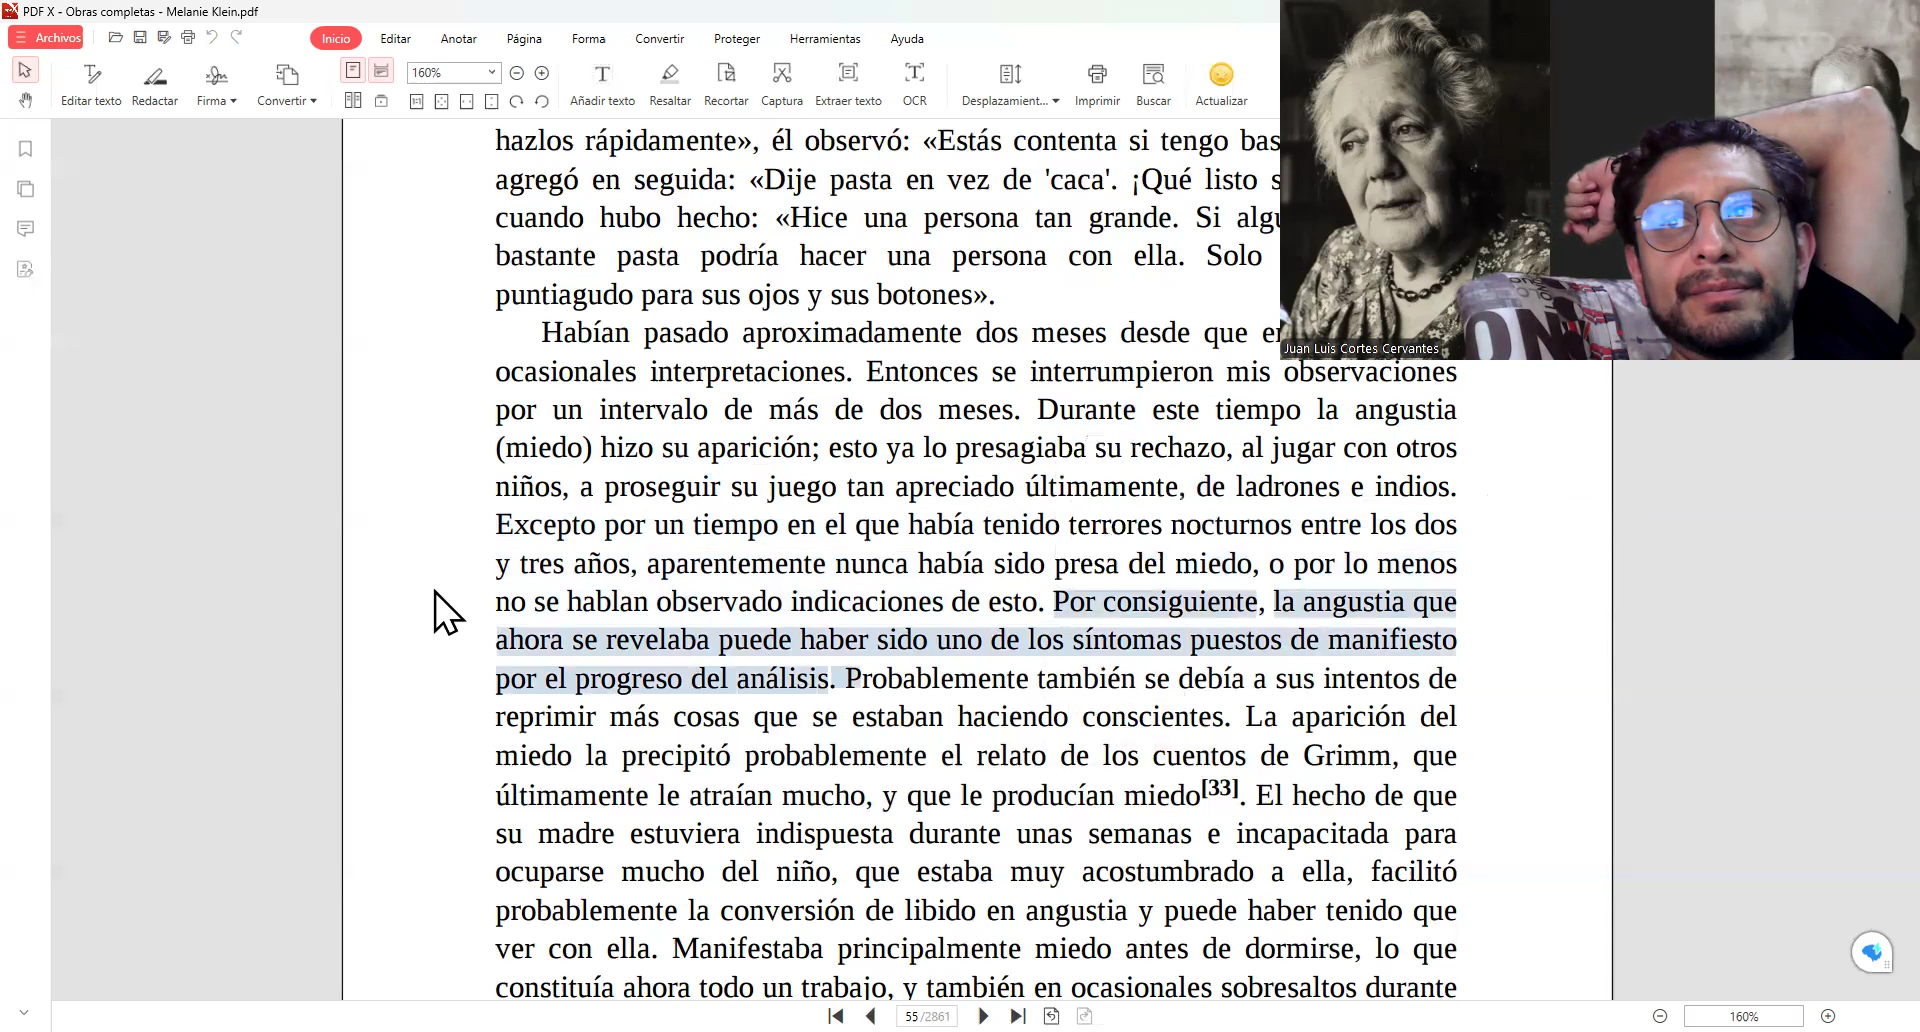 PDF X - Obras completas - Melanie Klein.pdf
Archivos
Inicio
Editar
Anotar
Página
Forma
Convertir
Proteger
Herramientas
Ayuda
160%
Editar texto
Redactar
Firma
Convertir
Añadir texto
Resaltar
Recortar
Captura
Extraer texto
OCR
Desplazamient...
Imprimir
Buscar
Actualizar
hazlos rápidamente», él observó: «Estás contenta si tengo bas
agregó en seguida: «Dije pasta en vez de 'caca'. ¡Qué listo s
cuando hubo hecho: «Hice una persona tan grande. Si algu
bastante pasta podría hacer una persona con ella. Solo
puntiagudo para sus ojos y sus botones».
Habían pasado aproximadamente dos meses desde que en
ocasionales interpretaciones. Entonces se interrumpieron mis observaciones
por un intervalo de más de dos meses. Durante este tiempo la angustia
(miedo) hizo su aparición; esto ya lo presagiaba su rechazo, al jugar con otros
niños, a proseguir su juego tan apreciado últimamente, de ladrones e indios.
Excepto por un tiempo en el que había tenido terrores nocturnos entre los dos
y tres años, aparentemente nunca había sido presa del miedo, o por lo menos
no se hablan observado indicaciones de esto. Por consiguiente, la angustia que
ahora se revelaba puede haber sido uno de los síntomas puestos de manifiesto
por el progreso del análisis. Probablemente también se debía a sus intentos de
reprimir más cosas que se estaban haciendo conscientes. La aparición del
miedo la precipitó probablemente el relato de los cuentos de Grimm, que
últimamente le atraían mucho, y que le producían miedo[33]. El hecho de que
su madre estuviera indispuesta durante unas semanas e incapacitada para
ocuparse mucho del niño, que estaba muy acostumbrado a ella, facilitó
probablemente la conversión de libido en angustia y puede haber tenido que
ver con ella. Manifestaba principalmente miedo antes de dormirse, lo que
constituía ahora todo un trabajo, y también en ocasionales sobresaltos durante
Juan Luis Cortes Cervantes
55 /2861
160%